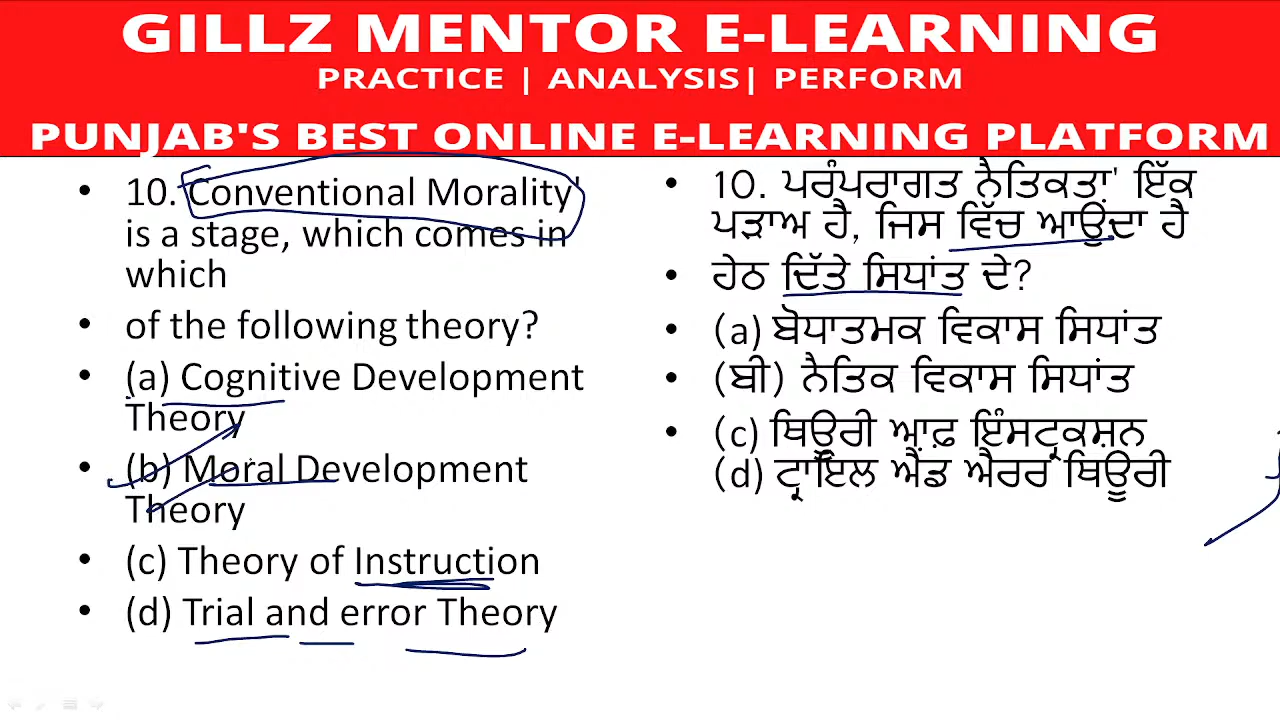 GILLZ MENTOR E-LEARNING
PRACTICE | ANALYSIS| PERFORM
PUNJAB'S BEST ONLINE E-LEARNING PLATFORM
• 10. Conventional Morality'
is a stage, which comes in
which
• of the following theory?
• (a) Cognitive Development
Theory
• (b) Moral Development
Theory
• (c) Theory of Instruction
• (d) Trial and error Theory
• 10. ਪਰੰਪਰਾਗਤ ਨੈਤਿਕਤਾ' ਇੱਕ
ਪੜਾਅ ਹੈ, ਜਿਸ ਵਿੱਚ ਆਉਂਦਾ ਹੈ
• ਹੇਠ ਦਿੱਤੇ ਸਿਧਾਂਤ ਦੇ?
• (a) ਬੋਧਾਤਮਕ ਵਿਕਾਸ ਸਿਧਾਂਤ
• (ਬੀ) ਨੈਤਿਕ ਵਿਕਾਸ ਸਿਧਾਂਤ
• (c) ਥਿਊਰੀ ਆਫ਼ ਇੰਸਟ੍ਰਕਸ਼ਨ
(d) ਟ੍ਰਾਇਲ ਐਂਡ ਐਰਰ ਥਿਊਰੀ